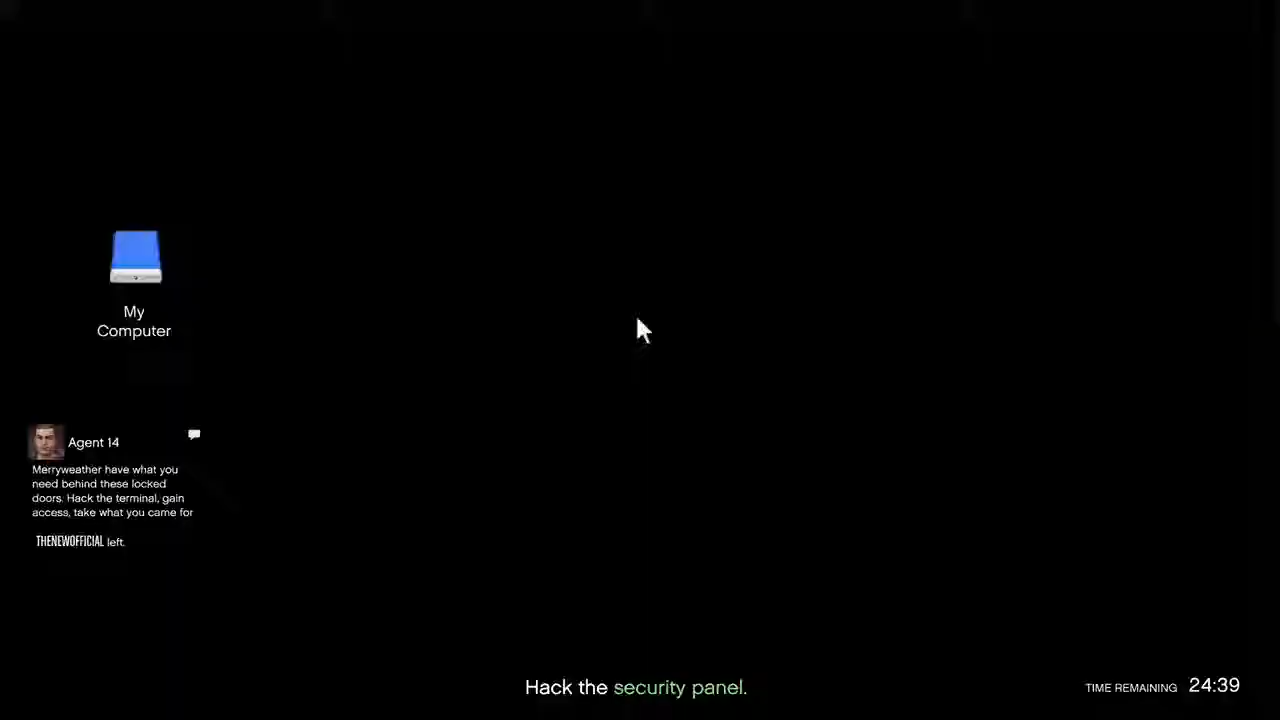 My
Computer
Agent 14
Merryweather have what you
need behind these locked
doors. Hack the terminal, gain
access, take what you came for
THENEWOFFICIAL left.
Hack the security panel.
TIME REMAINING 24:39